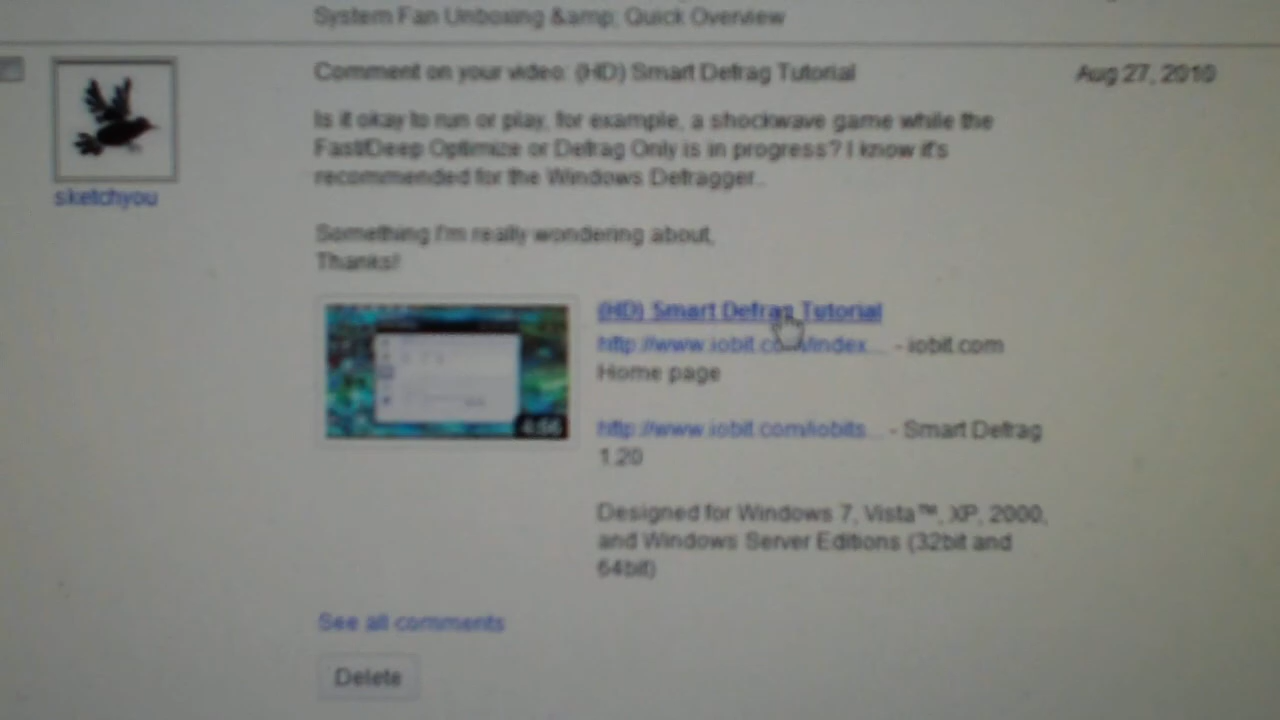 System Fan Unboxing &amp; Quick Overview
Comment on your video: (HD) Smart Defrag Tutorial
Aug 27, 2010
Is it okay to run or play, for example, a shockwave game while the
Fast/Deep Optimize or Defrag Only is in progress? I know it's
recommended for the Windows Defragger..
sketchyou
Something I'm really wondering about,
Thanks!
(HD) Smart Defrag Tutorial
http://www.iobit.com/index... - iobit.com
Home page
4:56
http://www.iobit.com/iobits... - Smart Defrag
1.20
Designed for Windows 7, Vista™, XP, 2000,
and Windows Server Editions (32bit and
64bit)
See all comments
Delete